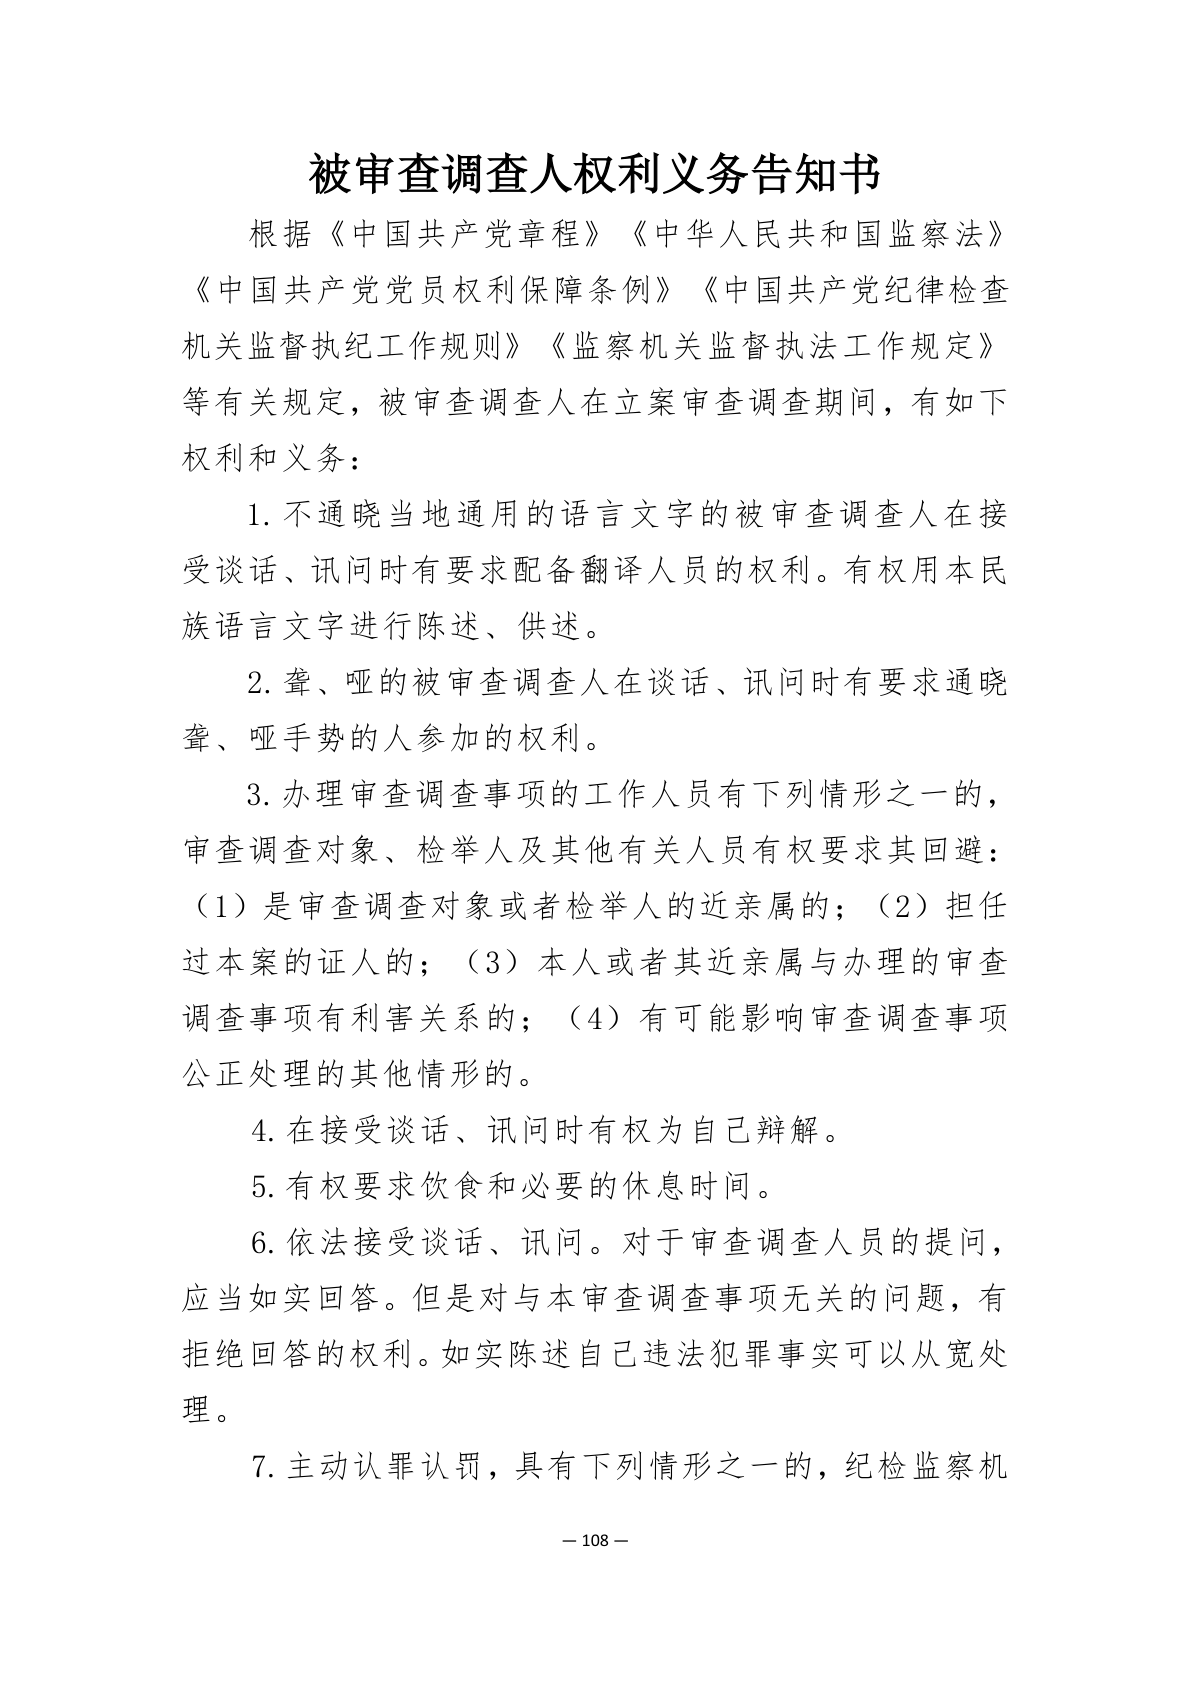 被审查调查人权利义务告知书
根据《中国共产党章程》《中华人民共和国监察法》
《中国共产党党员权利保障条例》《中国共产党纪律检查
机关监督执纪工作规则》《监察机关监督执法工作规定》
等有关规定，被审查调查人在立案审查调查期间，有如下
权利和义务：
1.不通晓当地通用的语言文字的被审查调查人在接
受谈话、讯问时有要求配备翻译人员的权利。有权用本民
族语言文字进行陈述、供述。
2.聋、哑的被审查调查人在谈话、讯问时有要求通晓
聋、哑手势的人参加的权利。
3.办理审查调查事项的工作人员有下列情形之一的，
审查调查对象、检举人及其他有关人员有权要求其回避：
（1）是审查调查对象或者检举人的近亲属的；（2）担任
过本案的证人的；（3）本人或者其近亲属与办理的审查
调查事项有利害关系的；（4）有可能影响审查调查事项
公正处理的其他情形的。
4.在接受谈话、讯问时有权为自己辩解。
5.有权要求饮食和必要的休息时间。
6.依法接受谈话、讯问。对于审查调查人员的提问，
应当如实回答。但是对与本审查调查事项无关的问题，有
拒绝回答的权利。如实陈述自己违法犯罪事实可以从宽处
理。
7.主动认罪认罚，具有下列情形之一的，纪检监察机
— 108 —